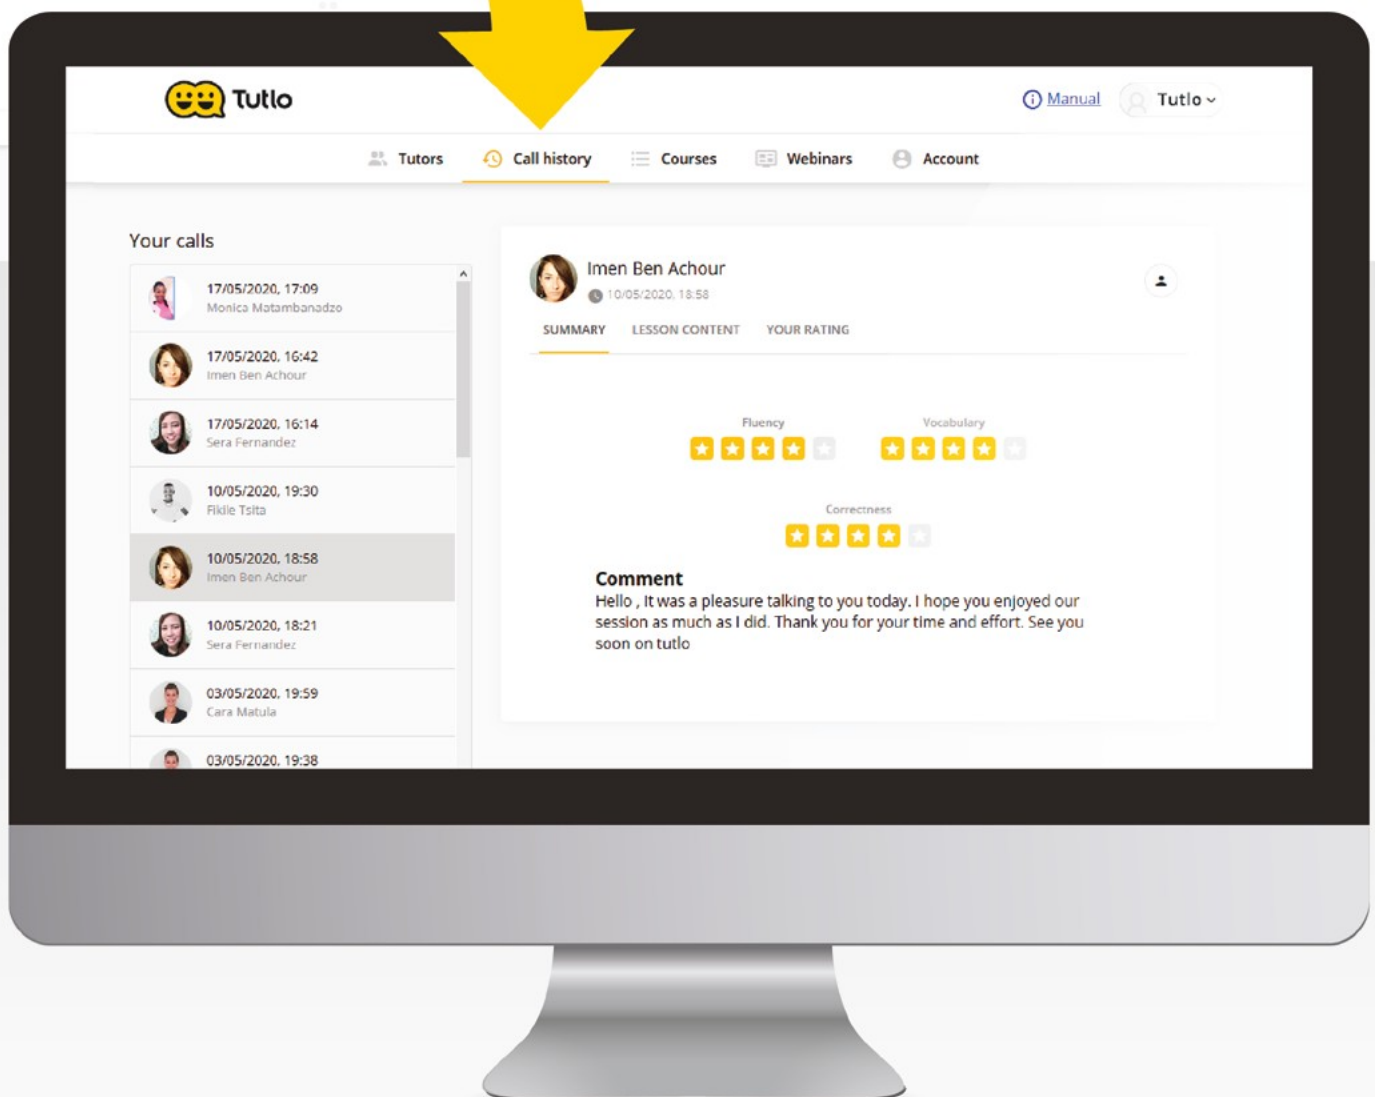 Tutlo
Manual
Tutlo
Tutors
Call history
Courses
Webinars
Account
Your calls
17/05/2020, 17:09
Monica Matambanadzo
17/05/2020, 16:42
Imen Ben Achour
17/05/2020, 16:14
Sera Fernandez
10/05/2020, 19:30
Fikile Tsita
10/05/2020, 18:58
Imen Ben Achour
10/05/2020, 18:21
Sera Fernandez
03/05/2020, 19:59
Cara Matula
03/05/2020, 19:38
Imen Ben Achour
10/05/2020, 18:58
SUMMARY
LESSON CONTENT
YOUR RATING
Fluency
Vocabulary
Correctness
Comment
Hello , It was a pleasure talking to you today. I hope you enjoyed our
session as much as I did. Thank you for your time and effort. See you
soon on tutlo